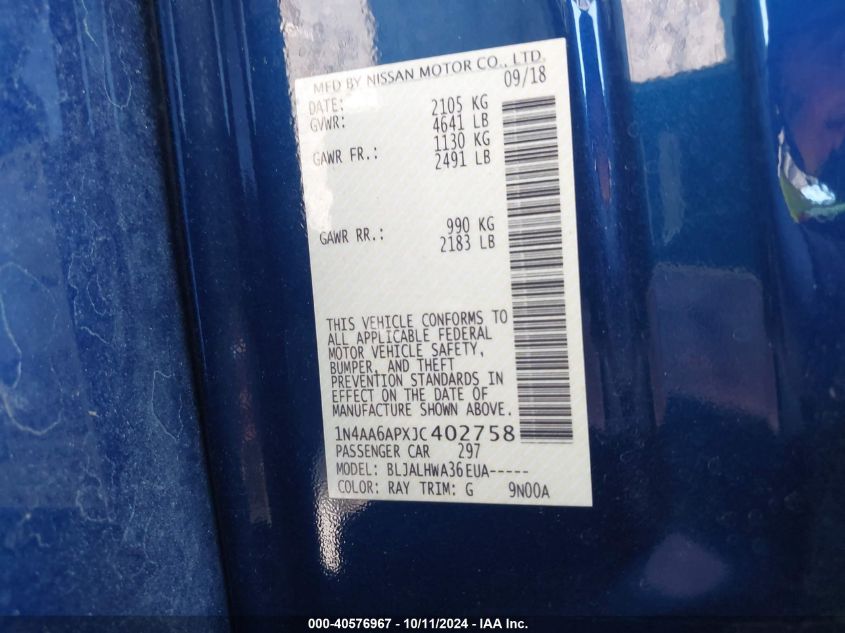 MFD BY NISSAN MOTOR CO., LTD.
DATE: 09/18
GVWR: 2105 KG
4641 LB
GAWR FR.: 1130 KG
2491 LB
GAWR RR.: 990 KG
2183 LB
THIS VEHICLE CONFORMS TO
ALL APPLICABLE FEDERAL
MOTOR VEHICLE SAFETY,
BUMPER, AND THEFT
PREVENTION STANDARDS IN
EFFECT ON THE DATE OF
MANUFACTURE SHOWN ABOVE.
1N4AA6APXJC402758
PASSENGER CAR 297
MODEL: BLJALHWA36EUA-----
COLOR: RAY TRIM: G 9N00A
000-40576967 - 10/11/2024 - IAA Inc.